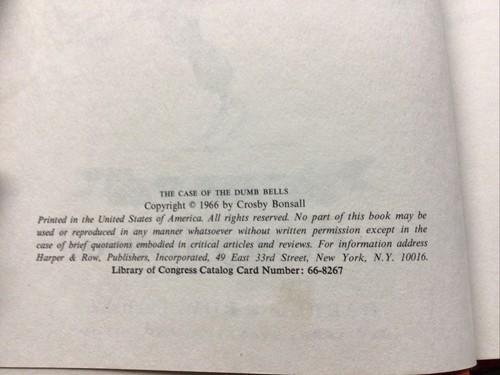 THE CASE OF THE DUMB BELLS
Copyright © 1966 by Crosby Bonsall
Printed in the United States of America. All rights reserved. No part of this book may be
used or reproduced in any manner whatsoever without written permission except in the
case of brief quotations embodied in critical articles and reviews. For information address
Harper & Row, Publishers, Incorporated, 49 East 33rd Street, New York, N.Y. 10016.
Library of Congress Catalog Card Number: 66-8267